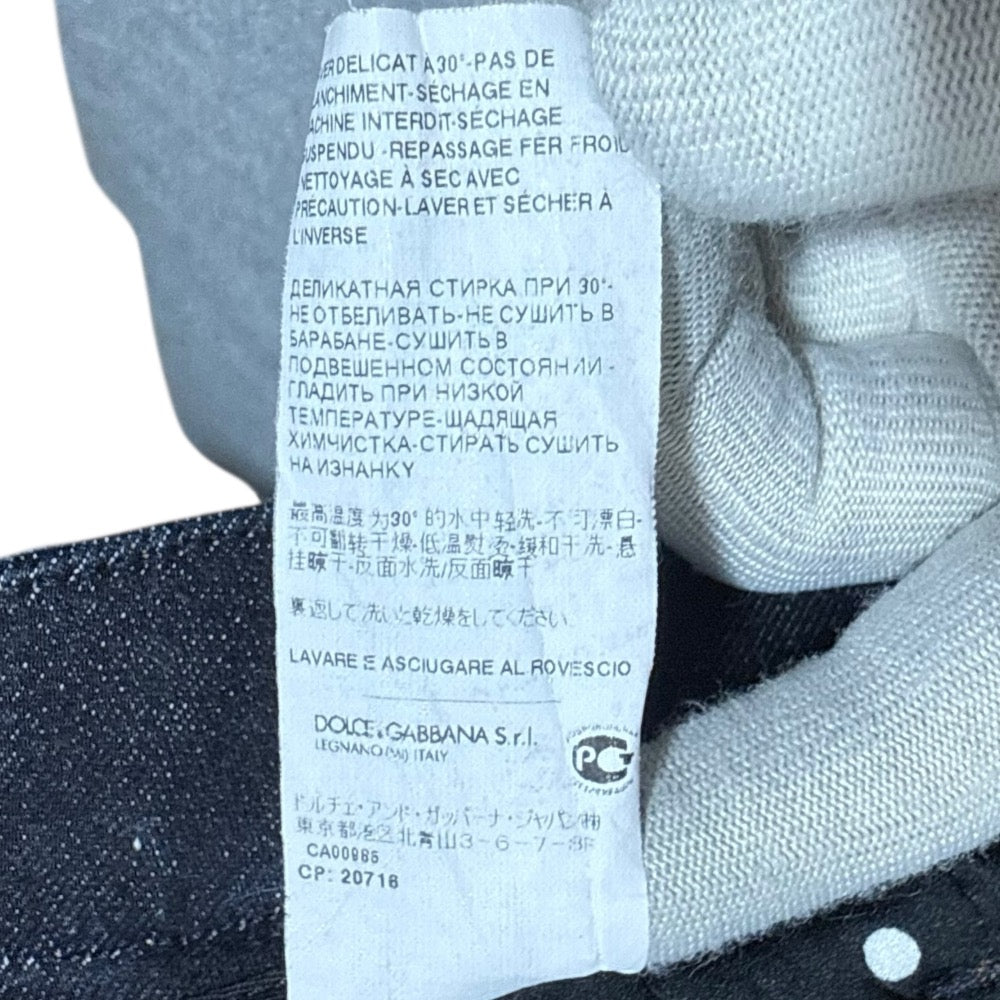 DELICAT À 30°-PAS DE
BLANCHIMENT-SÉCHAGE EN
MACHINE INTERDIT-SÉCHAGE
SUSPENDU -REPASSAGE FER FROID-
NETTOYAGE À SEC AVEC
PRÉCAUTION-LAVER ET SÉCHER À
L'INVERSE
ДЕЛИКАТНАЯ СТИРКА ПРИ 30°-
НЕ ОТБЕЛИВАТЬ-НЕ СУШИТЬ В
БАРАБАНЕ-СУШИТЬ В
ПОДВЕШЕННОМ СОСТОЯНИИ -
ГЛАДИТЬ ПРИ НИЗКОЙ
ТЕМПЕРАТУРЕ-ЩАДЯЩАЯ
ХИМЧИСТКА-СТИРАТЬ СУШИТЬ
НА ИЗНАНКУ
最高温度为30°的水中轻洗-不可漂白-
不可翻转干燥-低温熨烫-缓和干洗-悬
挂晾干-反面水洗/反面晾干
裏返して洗いと乾燥をしてください.
LAVARE E ASCIUGARE AL ROVESCIO
DOLCE & GABBANA S.r.l.
LEGNANO (MI) ITALY
PG
ドルチェ・アンド・ガッバーナ・ジャパン㈱
東京都港区北青山3-6-7-8F
CA00985
CP: 20716